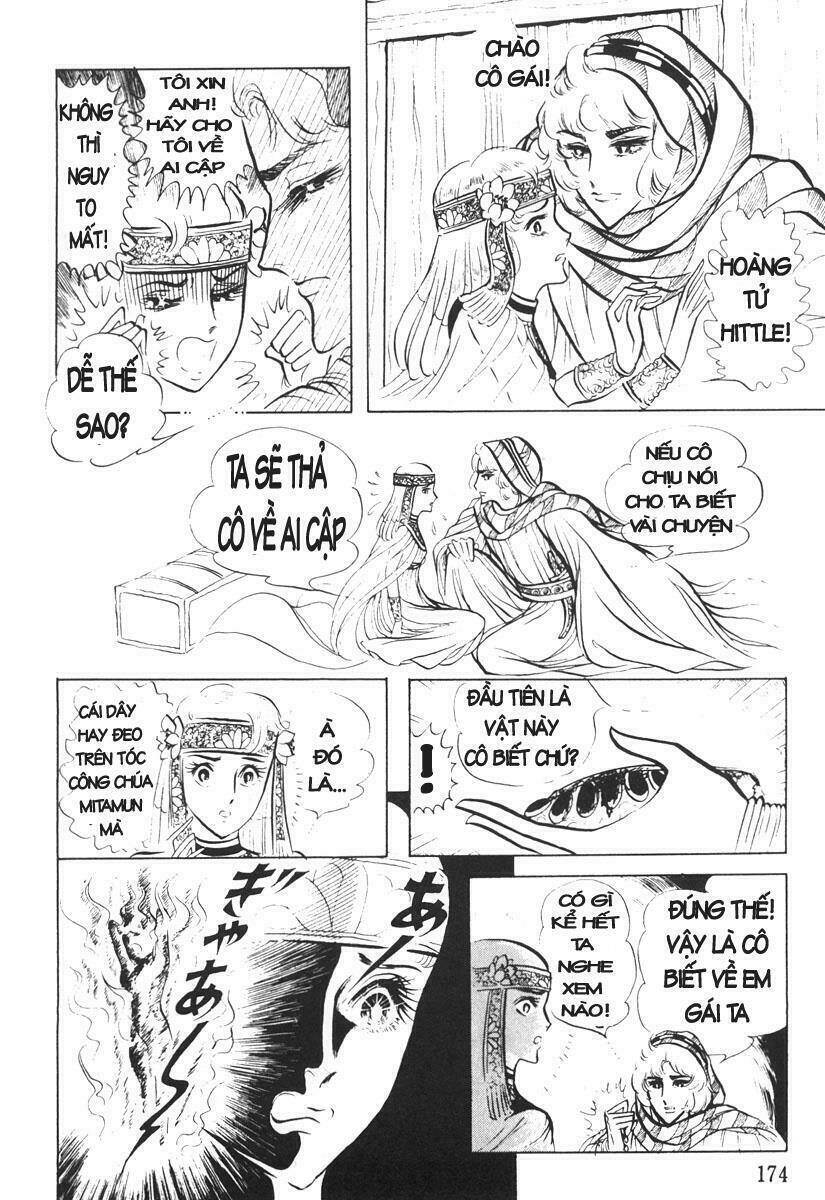 CHÀO
CÔ GÁI!
HOÀNG
TỬ
HITTLE!
TÔI XIN
ANH!
HÃY CHO
TÔI VỀ
AI CẬP
KHÔNG
THÌ
NGUY
TO
MẤT!
DỄ THẾ
SAO?
NẾU CÔ
CHỊU NÓI
CHO TA BIẾT
VÀI CHUYỆN
TA SẼ THẢ
CÔ VỀ AI CẬP
ĐẦU TIÊN LÀ
VẬT NÀY
CÔ BIẾT CHỨ?
!
À
ĐÓ
LÀ...
CÁI DÂY
HAY ĐEO
TRÊN TÓC
CÔNG CHÚA
MITAMUN
MÀ
ĐÚNG THẾ!
VẬY LÀ CÔ
BIẾT VỀ EM
GÁI TA
CÓ GÌ
KỂ HẾT
TA
NGHE
XEM
NÀO!
あーっ
ぎゃあーっ
174